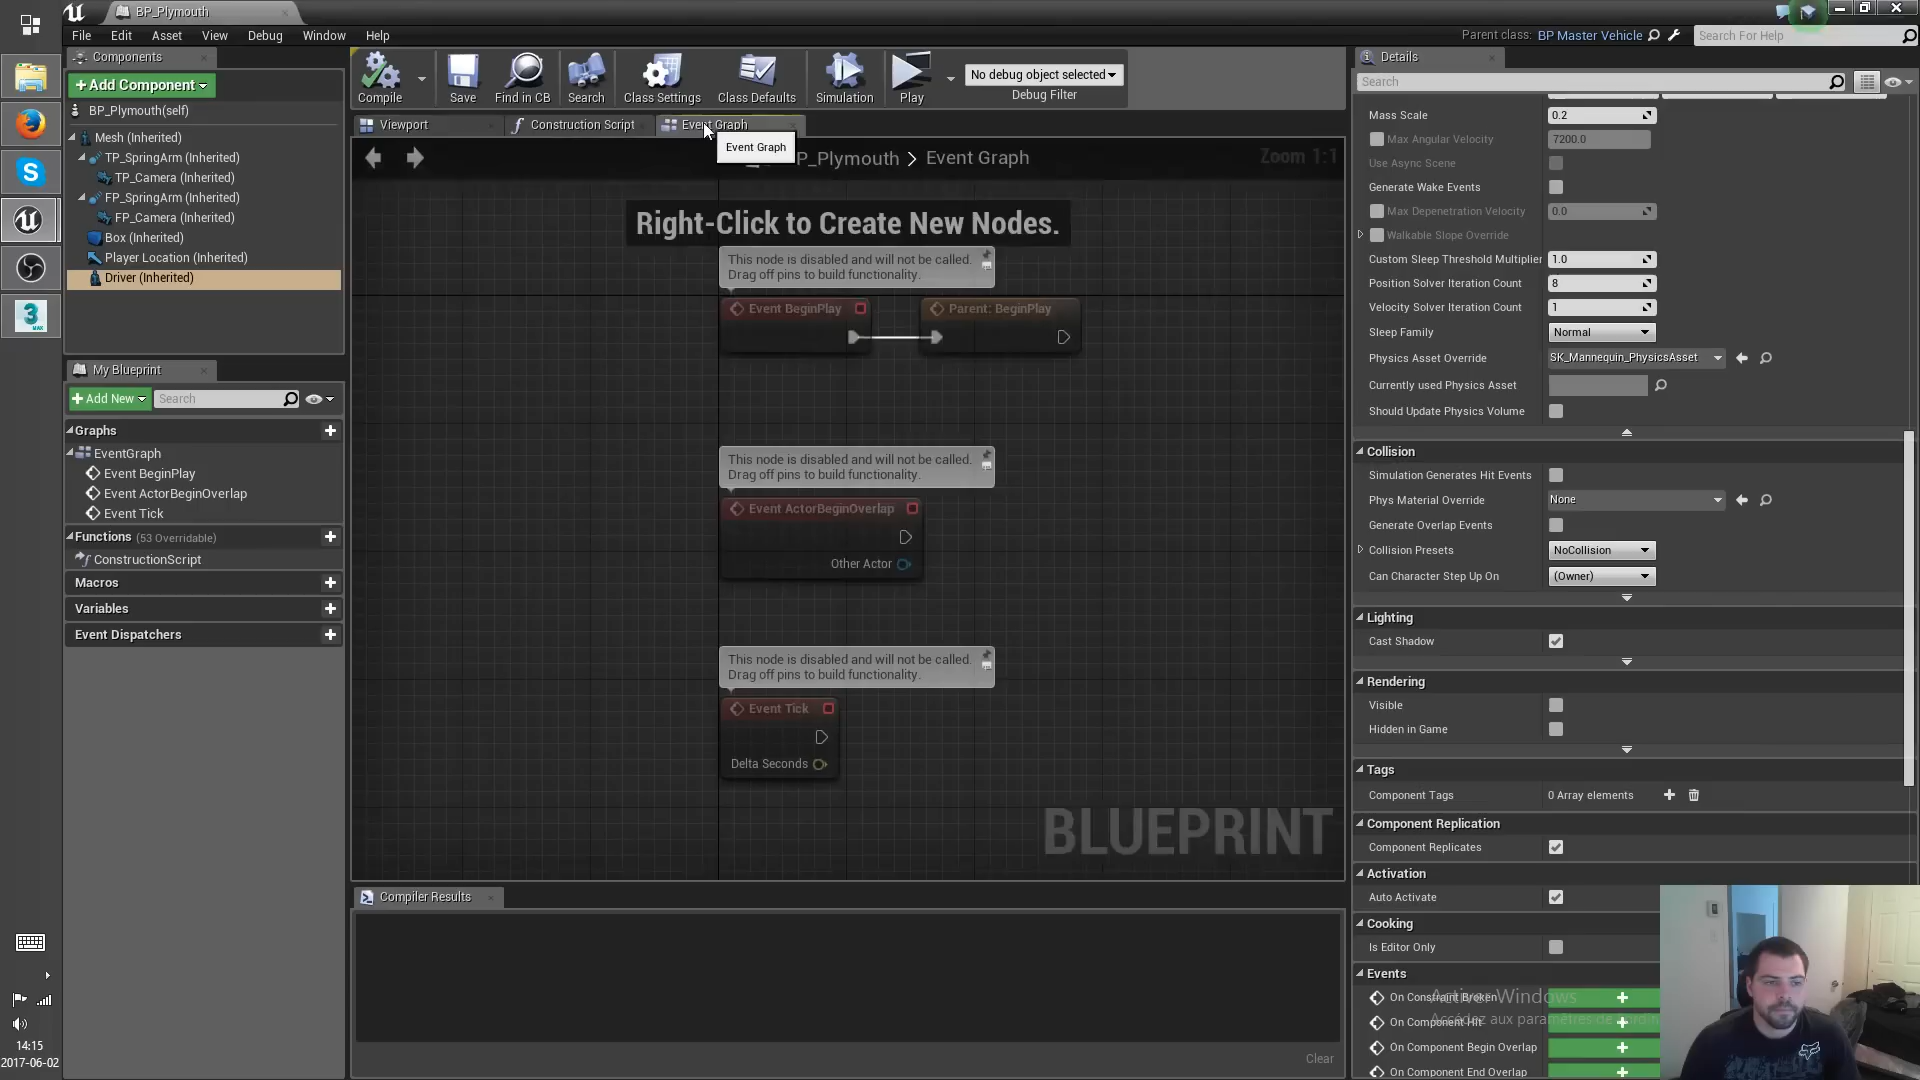 BP_Plymouth
File Edit Asset View Debug Window Help
Parent class: BP Master Vehicle
Search For Help
Components
+ Add Component
BP_Plymouth(self)
Mesh (Inherited)
TP_SpringArm (Inherited)
TP_Camera (Inherited)
FP_SpringArm (Inherited)
FP_Camera (Inherited)
Box (Inherited)
Player Location (Inherited)
Driver (Inherited)
My Blueprint
+ Add New
Search
Graphs
EventGraph
Event BeginPlay
Event ActorBeginOverlap
Event Tick
Functions (53 Overridable)
ConstructionScript
Macros
Variables
Event Dispatchers
Compile
Save
Find in CB
Search
Class Settings
Class Defaults
Simulation
Play
No debug object selected
Debug Filter
Viewport
Construction Script
Event Graph
Event Graph
P_Plymouth > Event Graph
Zoom 1:1
Right-Click to Create New Nodes.
This node is disabled and will not be called.
Drag off pins to build functionality.
Event BeginPlay
Parent: BeginPlay
This node is disabled and will not be called.
Drag off pins to build functionality.
Event ActorBeginOverlap
Other Actor
This node is disabled and will not be called.
Drag off pins to build functionality.
Event Tick
Delta Seconds
BLUEPRINT
Compiler Results
Clear
Details
Search
Mass Scale 0.2
Max Angular Velocity 7200.0
Use Async Scene
Generate Wake Events
Max Depenetration Velocity 0.0
Walkable Slope Override
Custom Sleep Threshold Multiplier 1.0
Position Solver Iteration Count 8
Velocity Solver Iteration Count 1
Sleep Family Normal
Physics Asset Override SK_Mannequin_PhysicsAsset
Currently used Physics Asset
Should Update Physics Volume
Collision
Simulation Generates Hit Events
Phys Material Override None
Generate Overlap Events
Collision Presets NoCollision
Can Character Step Up On (Owner)
Lighting
Cast Shadow
Rendering
Visible
Hidden in Game
Tags
Component Tags 0 Array elements
Component Replication
Component Replicates
Activation
Auto Activate
Cooking
Is Editor Only
Events
On Constraint Broken
On Component Hit
On Component Begin Overlap
On Component End Overlap
Activer Windows
Accédez aux paramètres de
14:15
2017-06-02
3
MAX